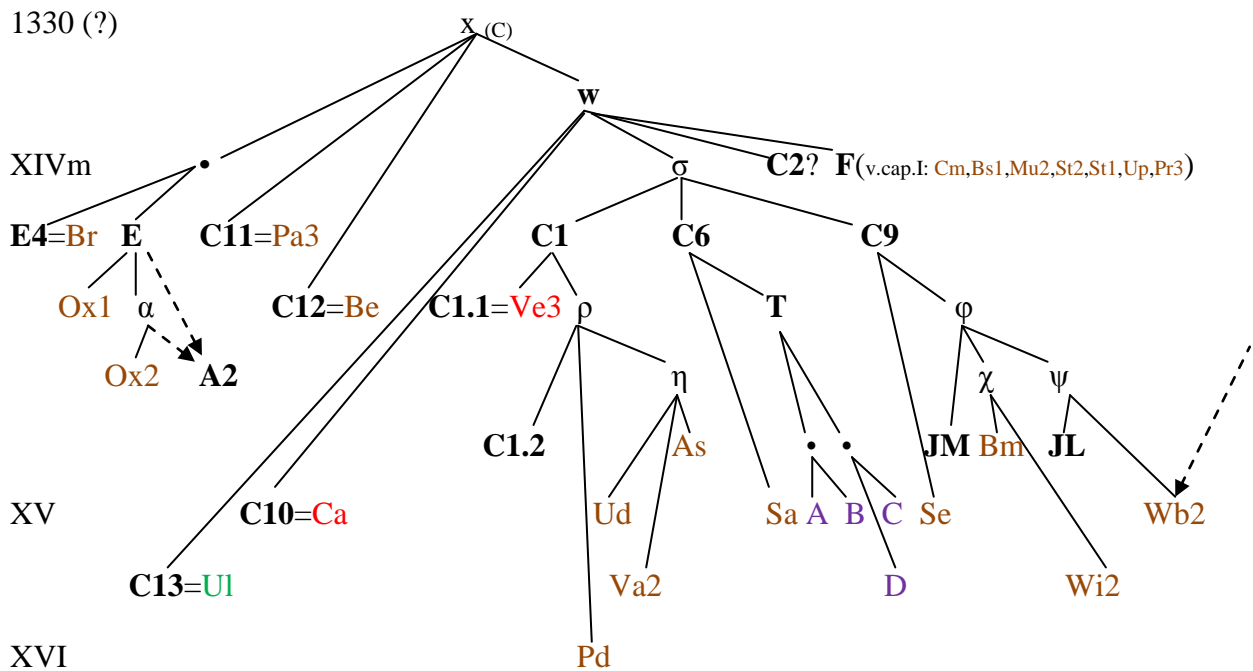 1330 (?)
x (C)
w
XIVm • σ C2? F(v.cap.I: Cm,Bs1,Mu2,St2,St1,Up,Pr3)
E4=Br E C11=Pa3 C1 C6 C9
Ox1 α C12=Be C1.1=Ve3 ρ T φ
Ox2 A2 η χ ψ
C1.2 As • • JM Bm JL
XV C10=Ca Ud Sa A B C Se Wb2
C13=Ul Va2 D Wi2
XVI Pd